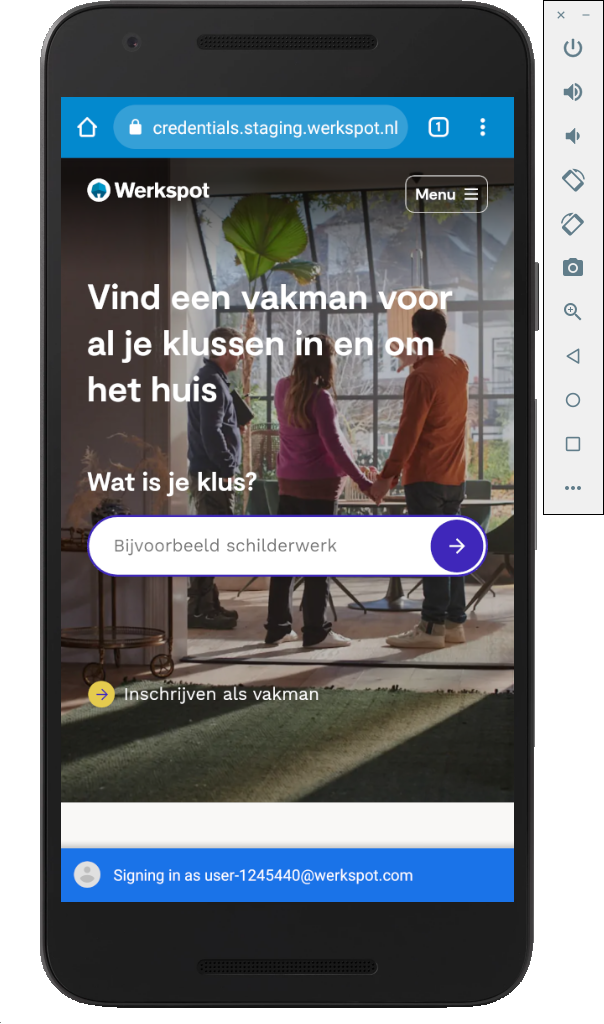 credentials.staging.werkspot.nl
1
Werkspot
Menu
Vind een vakman voor
al je klussen in en om
het huis
Wat is je klus?
Bijvoorbeeld schilderwerk
Inschrijven als vakman
Signing in as user-1245440@werkspot.com